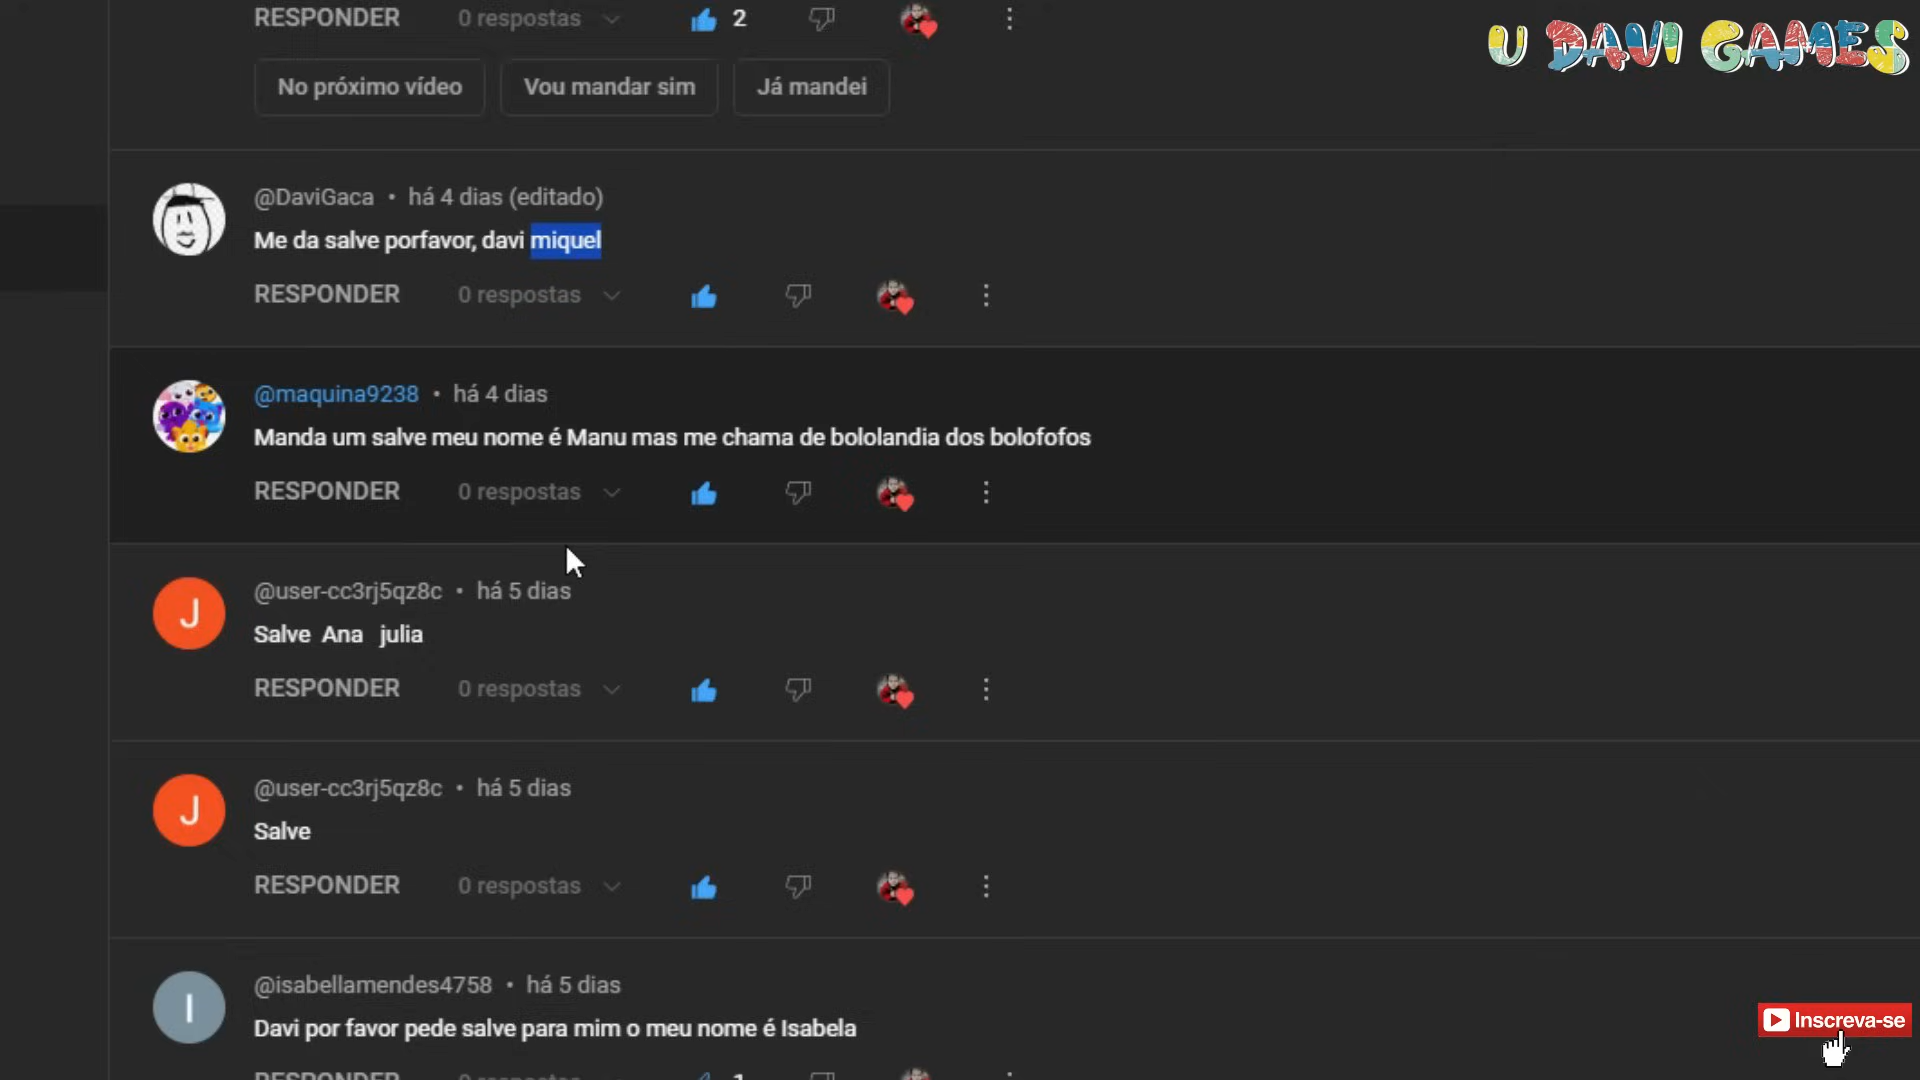 RESPONDER 0 respostas 2
U DAVI GAMES
No próximo vídeo Vou mandar sim Já mandei
@DaviGaca • há 4 dias (editado)
Me da salve porfavor, davi miquel
RESPONDER 0 respostas
@maquina9238 • há 4 dias
Manda um salve meu nome é Manu mas me chama de bololandia dos bolofofos
RESPONDER 0 respostas
J
@user-cc3rj5qz8c • há 5 dias
Salve Ana julia
RESPONDER 0 respostas
J
@user-cc3rj5qz8c • há 5 dias
Salve
RESPONDER 0 respostas
I
@isabellamendes4758 • há 5 dias
Davi por favor pede salve para mim o meu nome é Isabela
Inscreva-se
RESPONDER 0 respostas 1